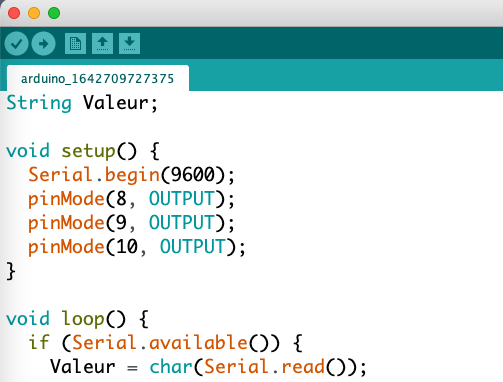 arduino_1642709727375
String Valeur;
void setup() {
Serial.begin(9600);
pinMode(8, OUTPUT);
pinMode(9, OUTPUT);
pinMode(10, OUTPUT);
}
void loop() {
if (Serial.available()) {
Valeur = char(Serial.read());